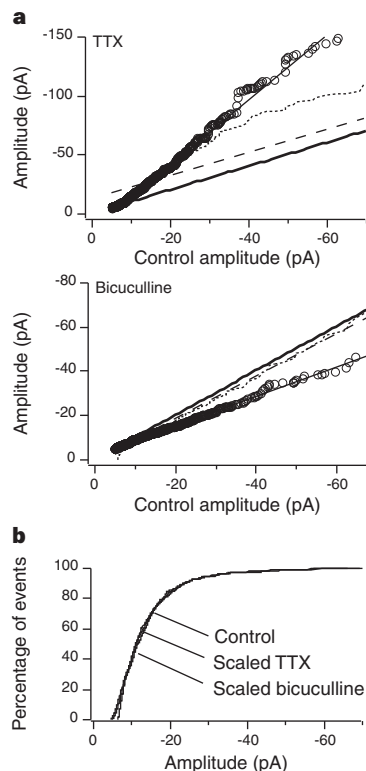 a
TTX
-150
-100
-50
0
Amplitude (pA)
0 -20 -40 -60
Control amplitude (pA)
Bicuculline
-80
-60
-40
-20
0
Amplitude (pA)
0 -20 -40 -60
Control amplitude (pA)
b
100
80
60
40
20
0
Percentage of events
Control
Scaled TTX
Scaled bicuculline
0 -20 -40 -60
Amplitude (pA)